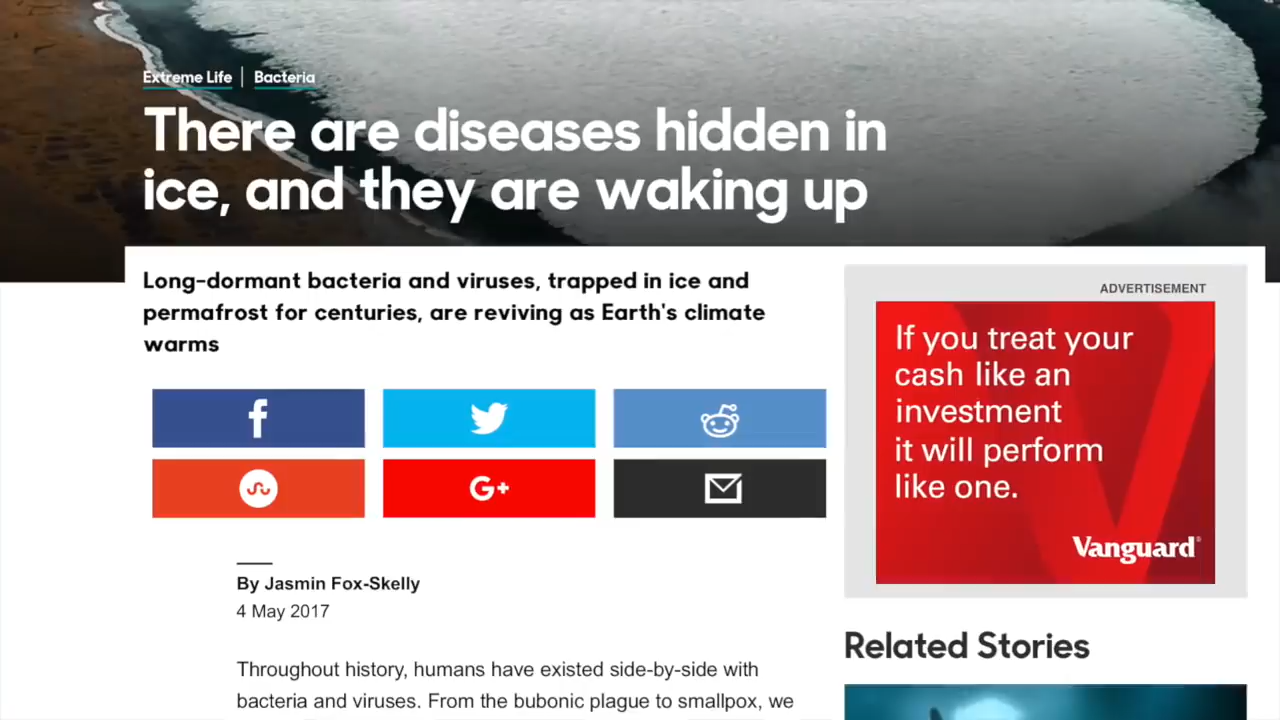 Extreme Life | Bacteria
There are diseases hidden in
ice, and they are waking up
Long-dormant bacteria and viruses, trapped in ice and
permafrost for centuries, are reviving as Earth's climate
warms
f
G+
By Jasmin Fox-Skelly
4 May 2017
Throughout history, humans have existed side-by-side with
bacteria and viruses. From the bubonic plague to smallpox, we
ADVERTISEMENT
If you treat your
cash like an
investment
it will perform
like one.
Vanguard®
Related Stories